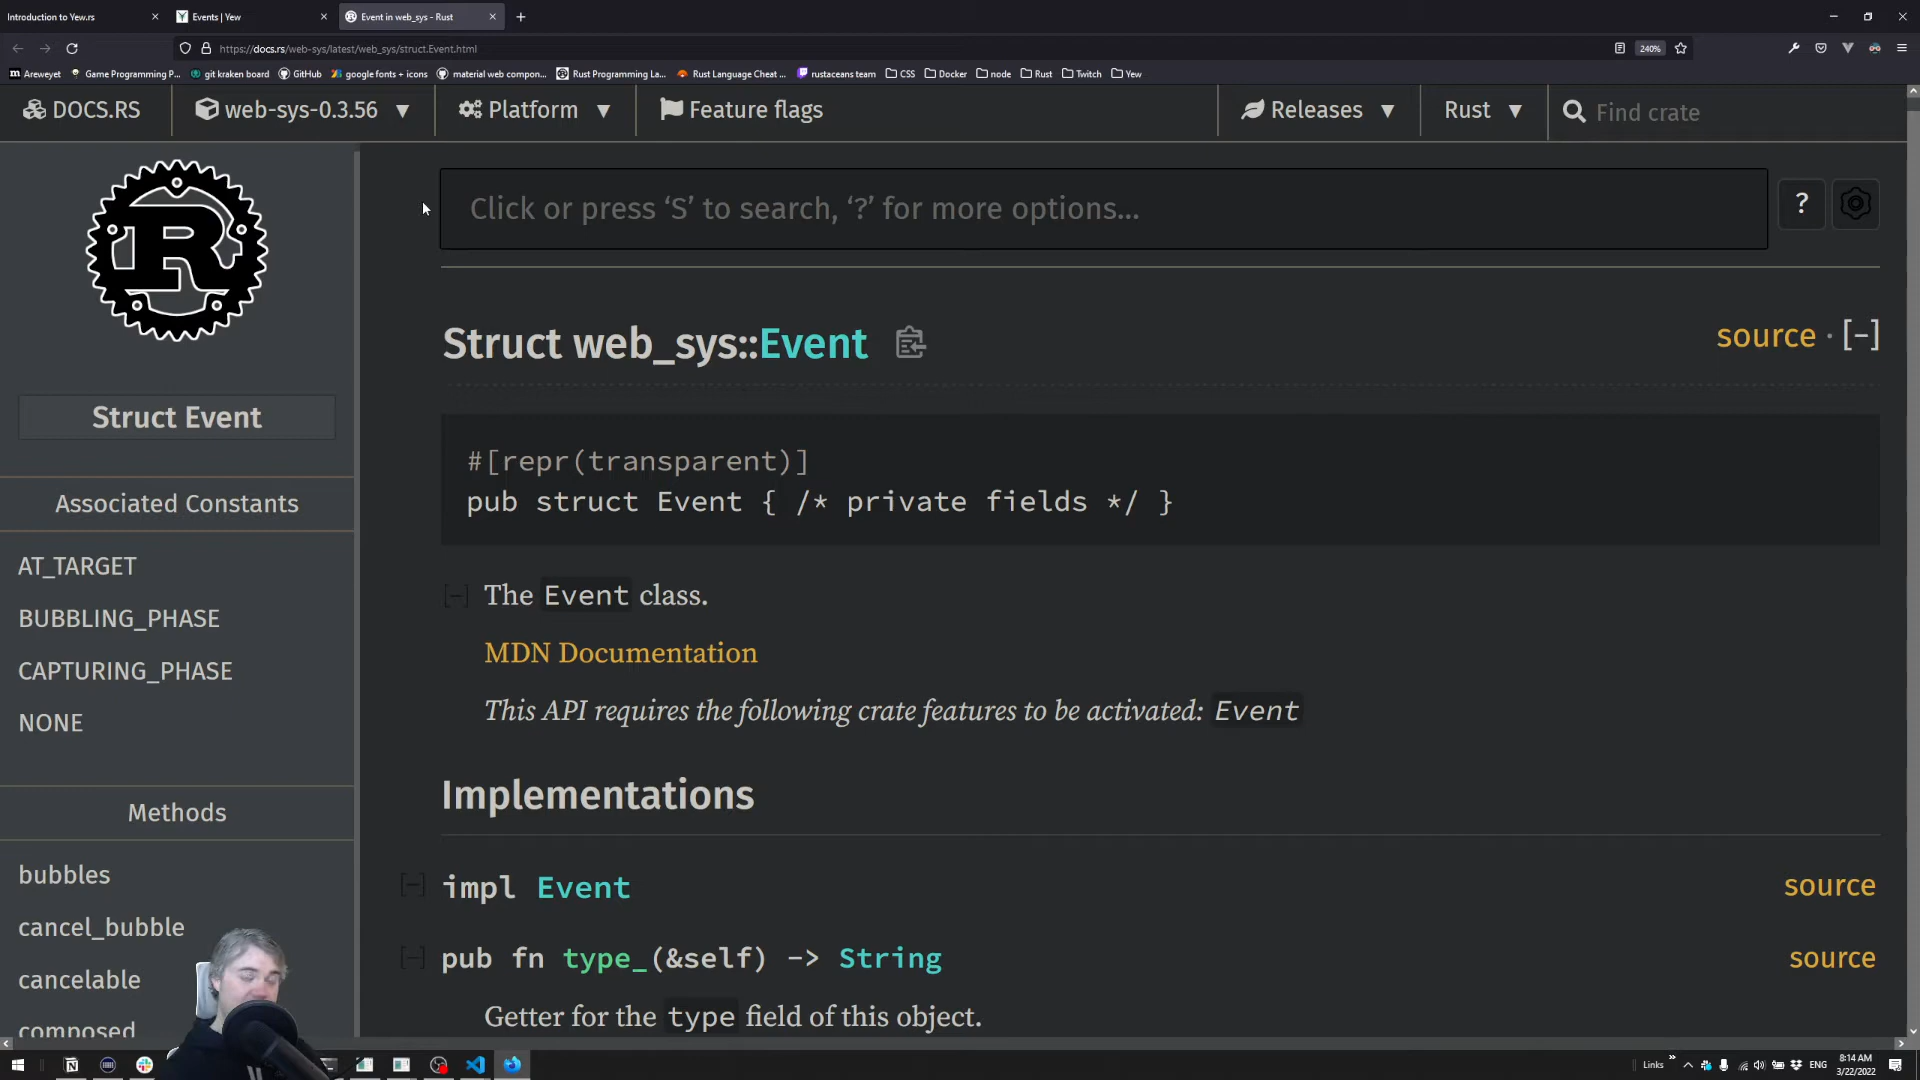 Introduction to Yew.rs
Events | Yew
Event in web_sys - Rust
https://docs.rs/web-sys/latest/web_sys/struct.Event.html
240%
Areweyet
Game Programming P...
git kraken board
GitHub
google fonts + icons
material web compon...
Rust Programming La...
Rust Language Cheat ...
rustaceans team
CSS
Docker
node
Rust
Twitch
Yew
DOCS.RS
web-sys-0.3.56
Platform
Feature flags
Releases
Rust
Find crate
Click or press ‘S’ to search, ‘?’ for more options...
?
Struct web_sys::Event
source · [-]
Struct Event
#[repr(transparent)]
pub struct Event { /* private fields */ }
Associated Constants
AT_TARGET
BUBBLING_PHASE
CAPTURING_PHASE
NONE
[-] The Event class.
MDN Documentation
This API requires the following crate features to be activated: Event
Implementations
Methods
bubbles
cancel_bubble
cancelable
composed
[-] impl Event
source
[-] pub fn type_(&self) -> String
source
Getter for the type field of this object.
Links
ENG
8:14 AM
3/22/2022